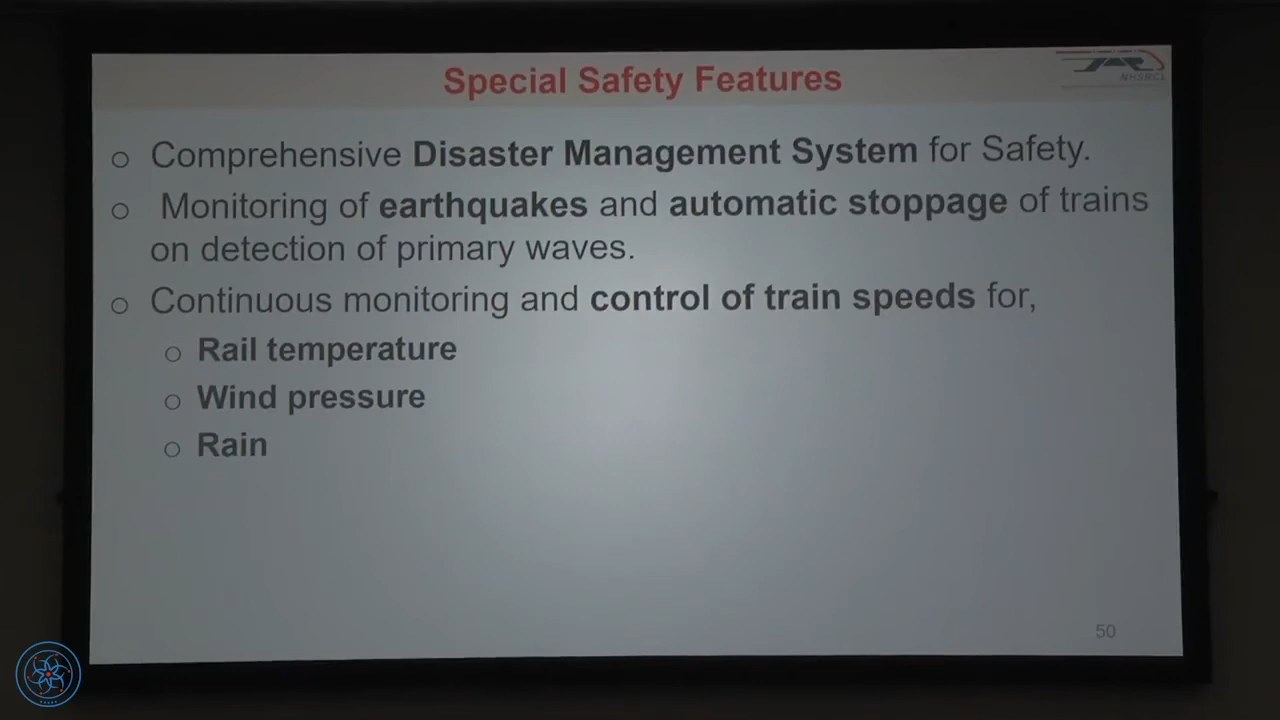 Special Safety Features
NHSRCL
○ Comprehensive Disaster Management System for Safety.
○ Monitoring of earthquakes and automatic stoppage of trains
on detection of primary waves.
○ Continuous monitoring and control of train speeds for,
○ Rail temperature
○ Wind pressure
○ Rain
50